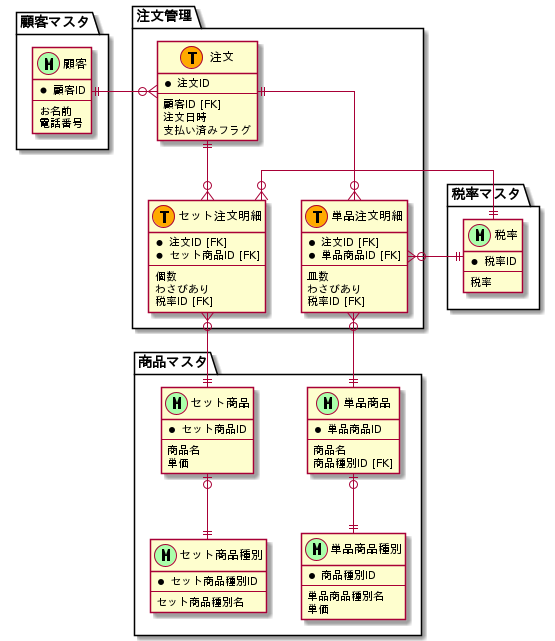 顧客マスタ
M 顧客
● 顧客ID
お名前
電話番号
注文管理
T 注文
● 注文ID
顧客ID [FK]
注文日時
支払い済みフラグ
T セット注文明細
● 注文ID [FK]
● セット商品ID [FK]
個数
わさびあり
税率ID [FK]
T 単品注文明細
● 注文ID [FK]
● 単品商品ID [FK]
皿数
わさびあり
税率ID [FK]
税率マスタ
M 税率
● 税率ID
税率
商品マスタ
M セット商品
● セット商品ID
商品名
単価
M 単品商品
● 単品商品ID
商品名
商品種別ID [FK]
M セット商品種別
● セット商品種別ID
セット商品種別名
M 単品商品種別
● 商品種別ID
単品商品種別名
単価